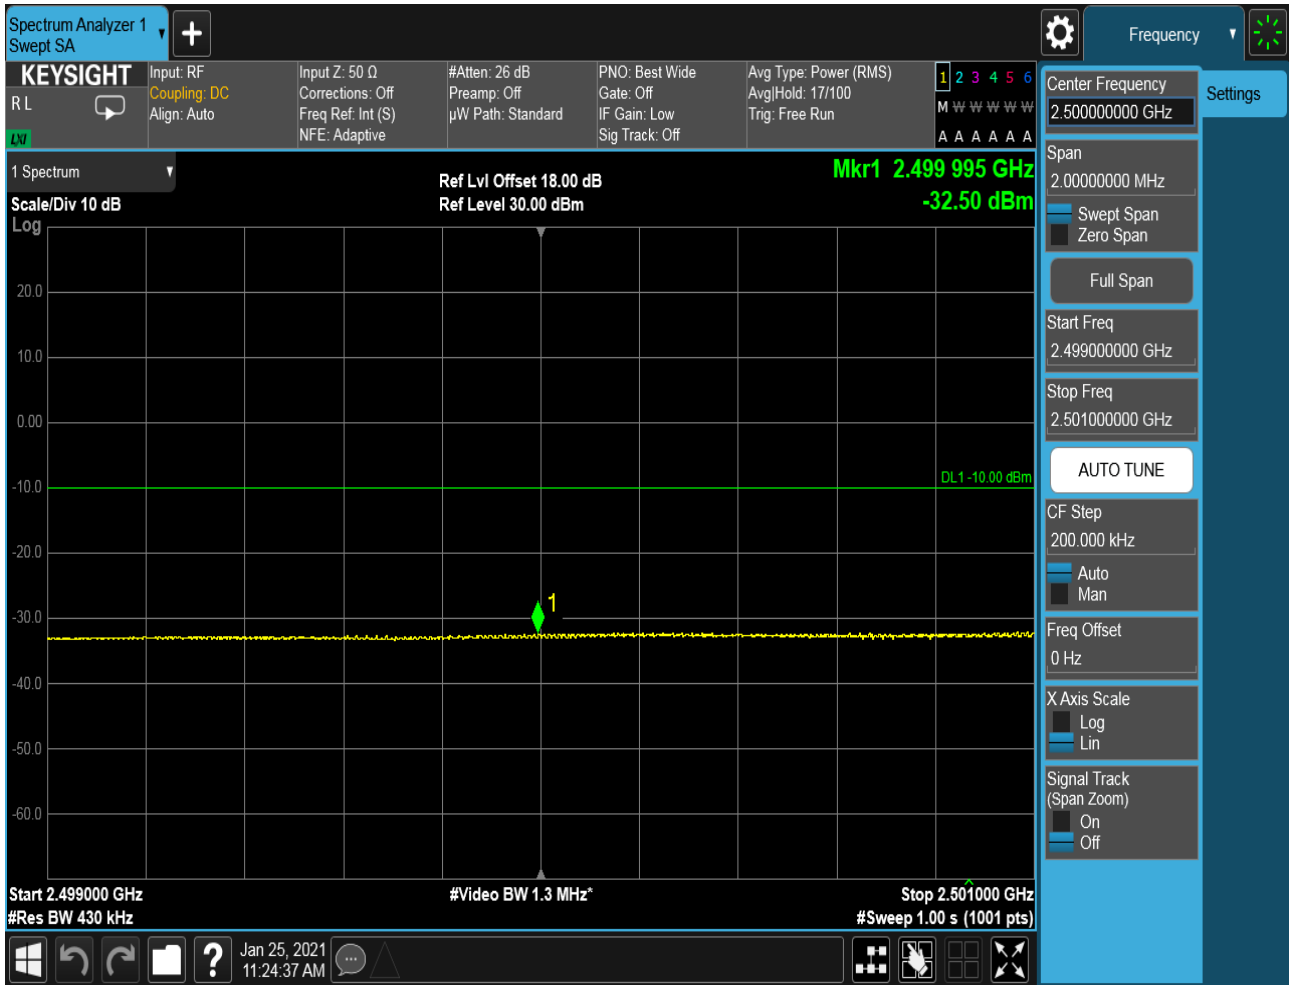 Spectrum Analyzer 1
Swept SA
+
Frequency
KEYSIGHT
R L
LXI
Input: RF
Coupling: DC
Align: Auto
Input Z: 50 Ω
Corrections: Off
Freq Ref: Int (S)
NFE: Adaptive
#Atten: 26 dB
Preamp: Off
µW Path: Standard
PNO: Best Wide
Gate: Off
IF Gain: Low
Sig Track: Off
Avg Type: Power (RMS)
Avg|Hold: 17/100
Trig: Free Run
1 2 3 4 5 6
M W W W W W
A A A A A A
1 Spectrum
Scale/Div 10 dB
Log
Ref Lvl Offset 18.00 dB
Ref Level 30.00 dBm
Mkr1 2.499 995 GHz
-32.50 dBm
20.0
10.0
0.00
-10.0
DL1 -10.00 dBm
-20.0
1
-30.0
-40.0
-50.0
-60.0
Start 2.499000 GHz
#Res BW 430 kHz
#Video BW 1.3 MHz*
Stop 2.501000 GHz
#Sweep 1.00 s (1001 pts)
?
Jan 25, 2021
11:24:37 AM
Settings
Center Frequency
2.500000000 GHz
Span
2.00000000 MHz
Swept Span
Zero Span
Full Span
Start Freq
2.499000000 GHz
Stop Freq
2.501000000 GHz
AUTO TUNE
CF Step
200.000 kHz
Auto
Man
Freq Offset
0 Hz
X Axis Scale
Log
Lin
Signal Track
(Span Zoom)
On
Off